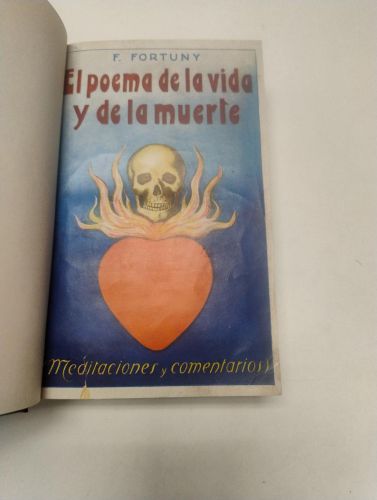 F. FORTUNY
El poema de la vida
y de la muerte
Meditaciones y comentarios